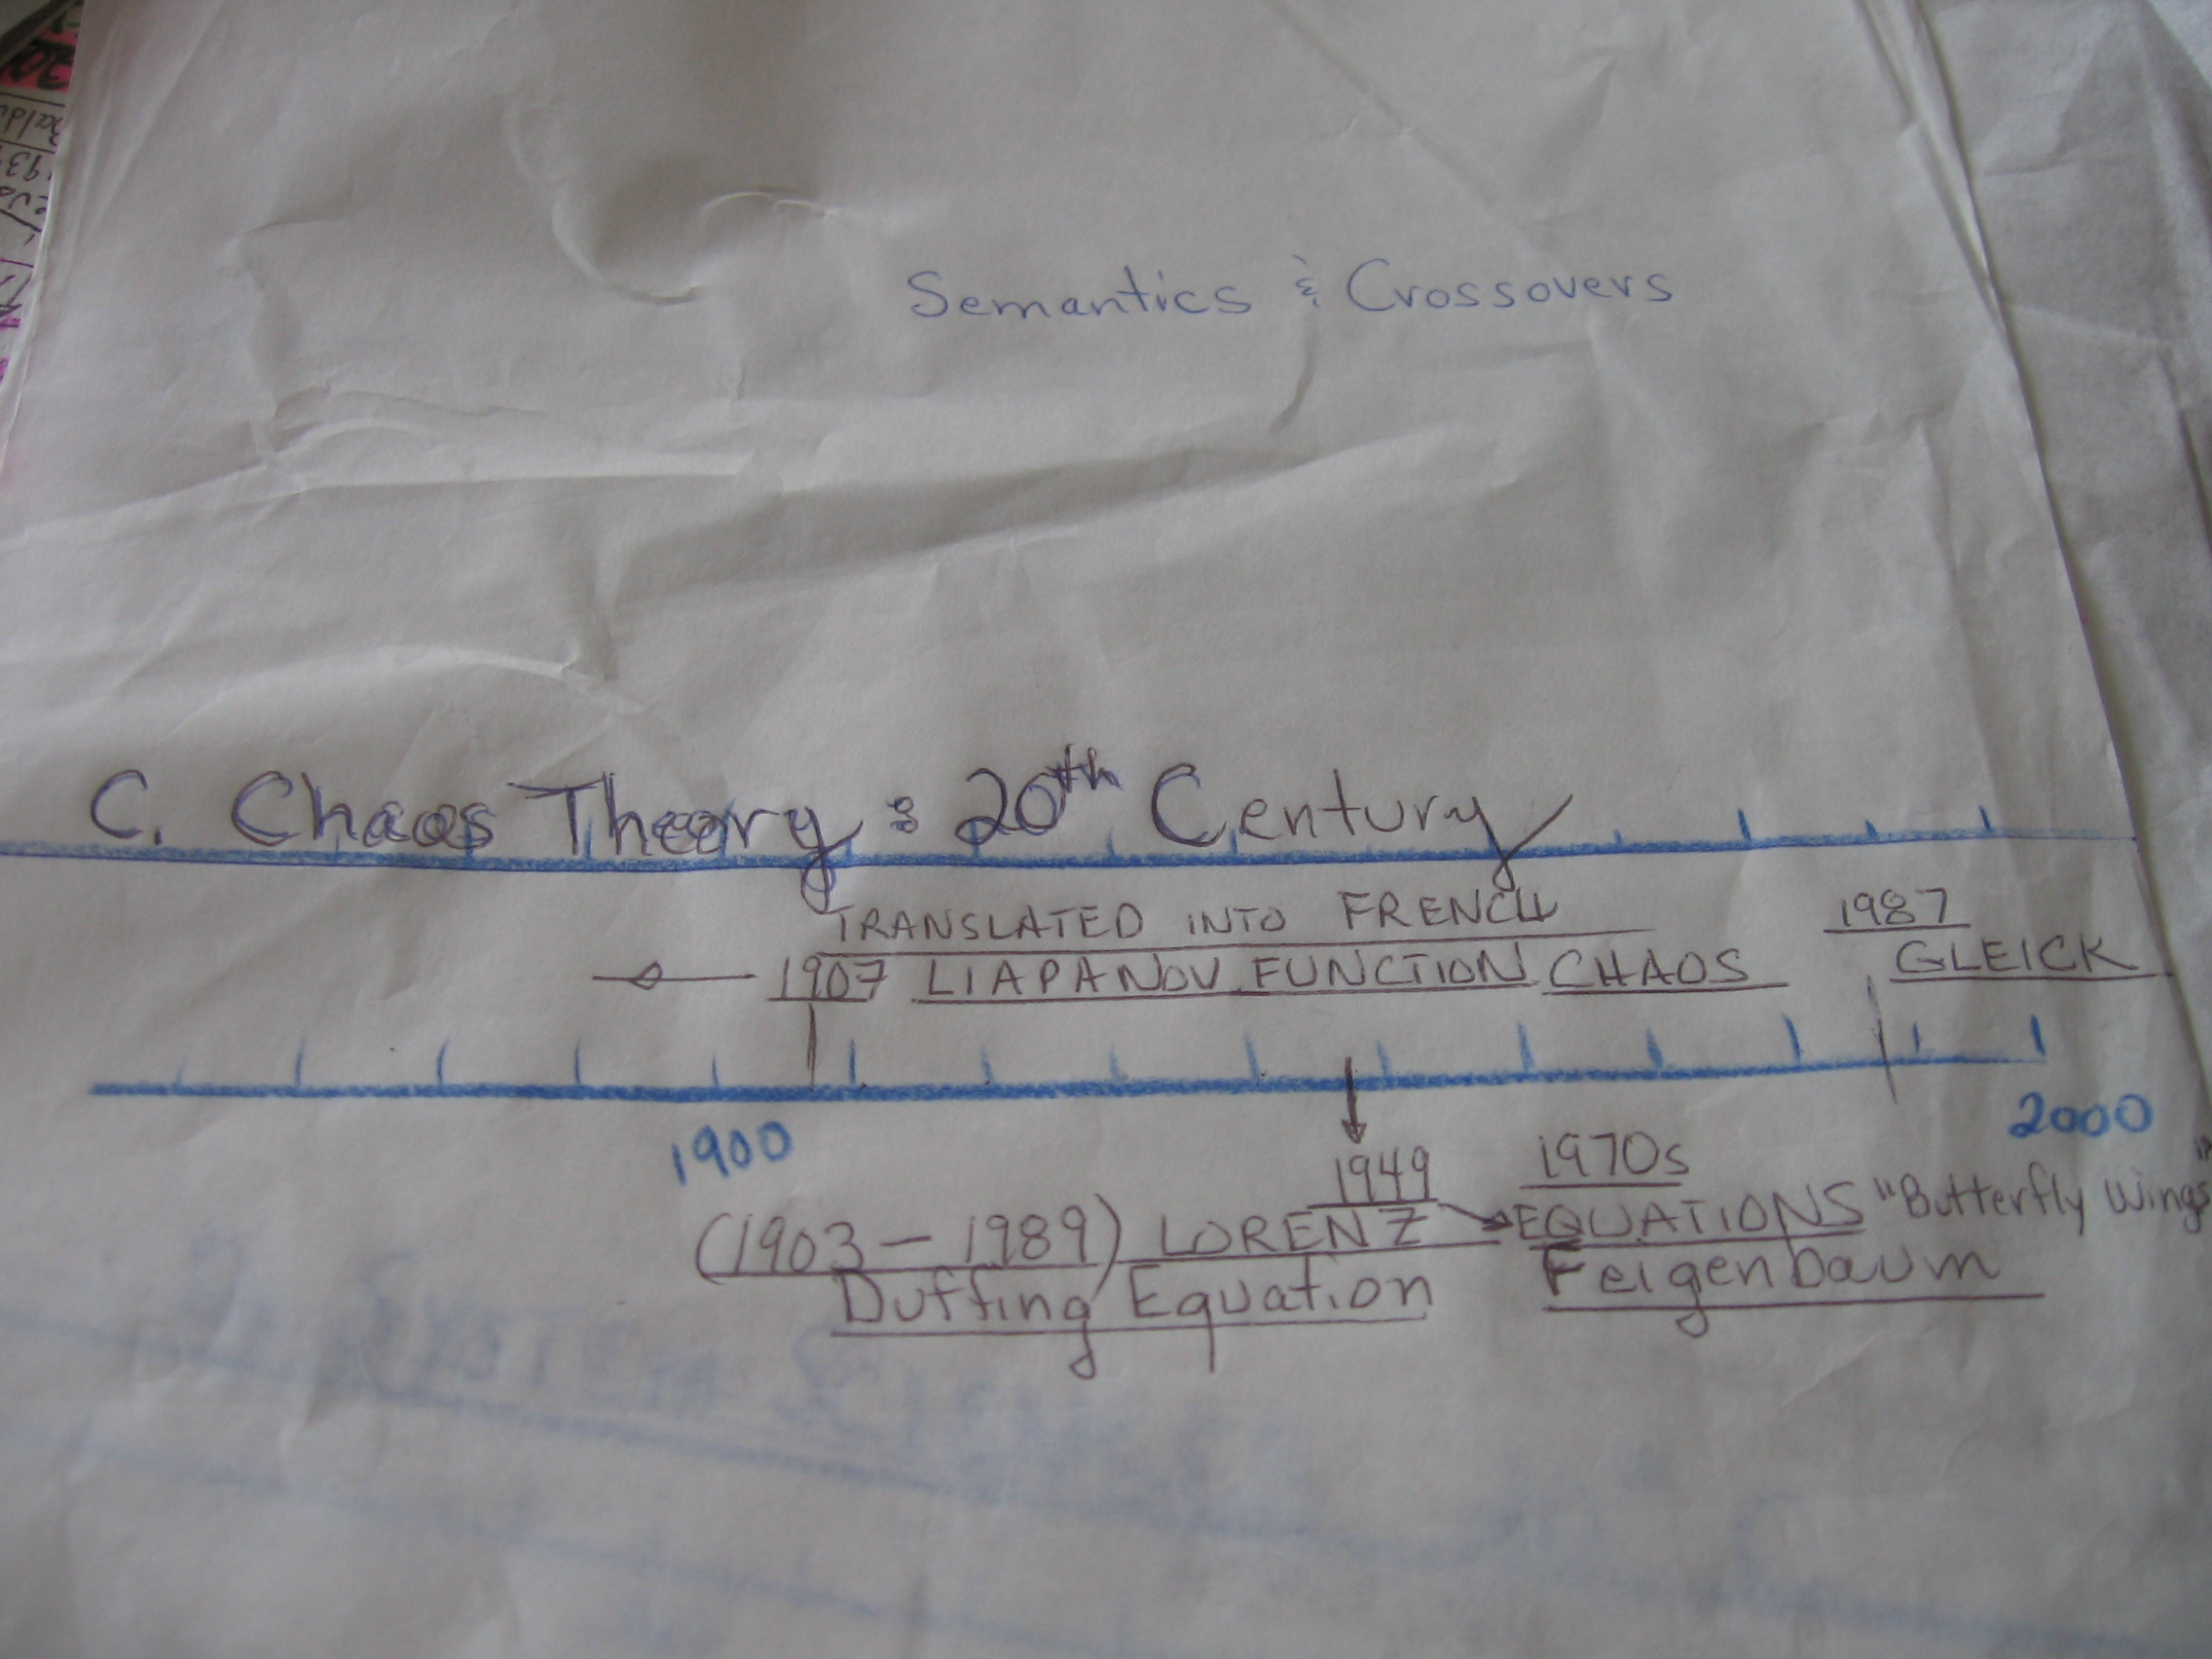 Semantics & Crossovers
C. Chaos Theory : 20th Century
TRANSLATED INTO FRENCH
1907 LIAPANOV FUNCTION CHAOS
1987
GLEICK
1900
2000
1949
1970s
(1903 – 1989) LORENZ
EQUATIONS "Butterfly Wings"
Duffing Equation
Feigenbaum